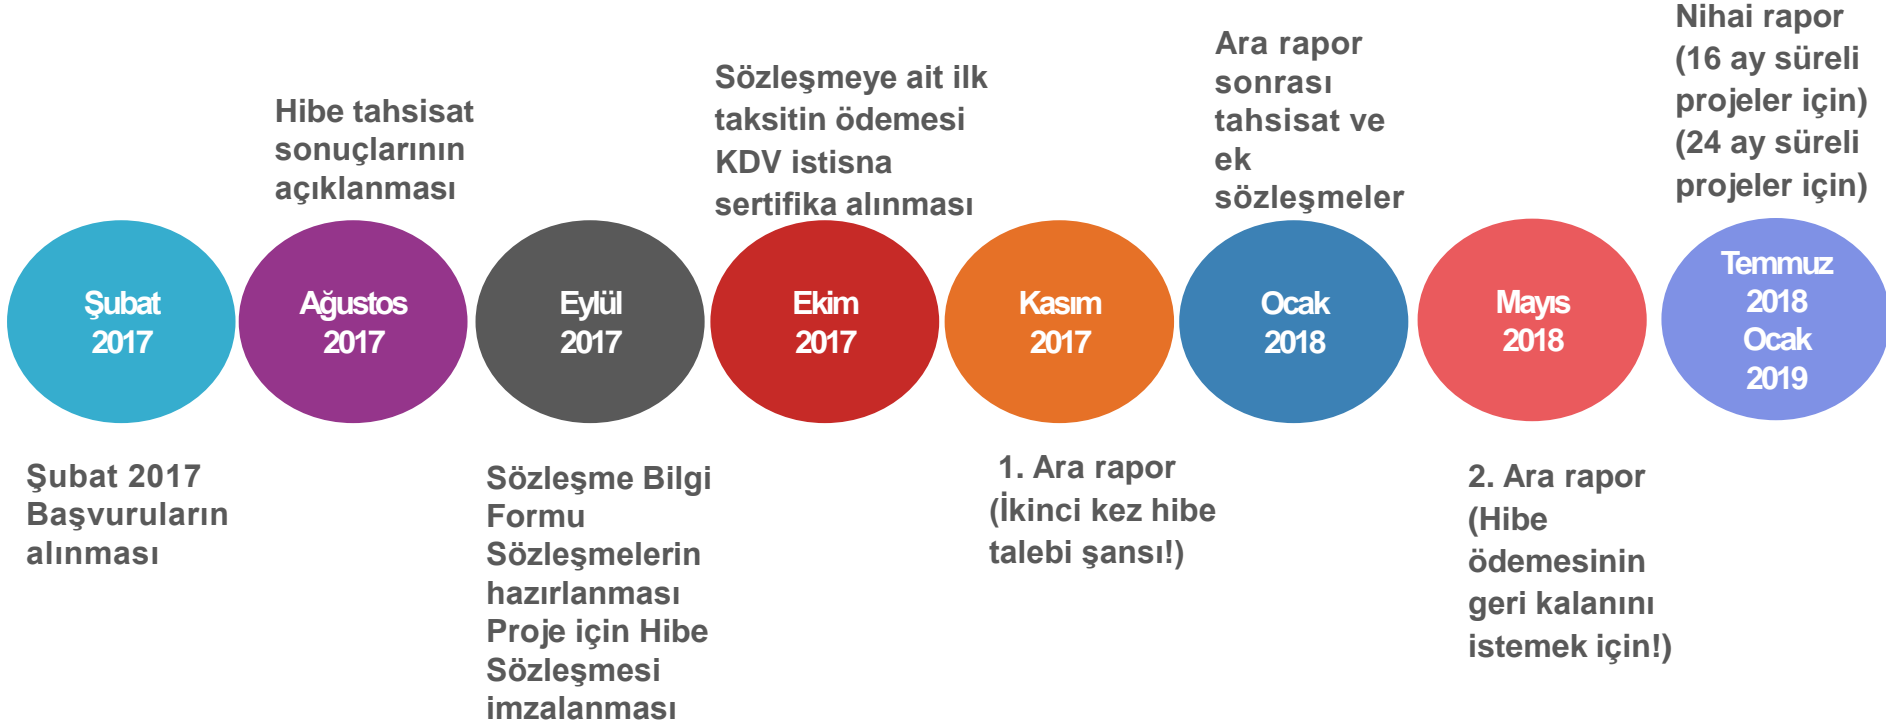 Şubat
2017
Şubat 2017
Başvuruların
alınması
Hibe tahsisat
sonuçlarının
açıklanması
Ağustos
2017
Eylül
2017
Sözleşme Bilgi
Formu
Sözleşmelerin
hazırlanması
Proje için Hibe
Sözleşmesi
imzalanması
Sözleşmeye ait ilk
taksitin ödemesi
KDV istisna
sertifika alınması
Ekim
2017
Kasım
2017
1. Ara rapor
(İkinci kez hibe
talebi şansı!)
Ara rapor
sonrası
tahsisat ve
ek
sözleşmeler
Ocak
2018
Mayıs
2018
2. Ara rapor
(Hibe
ödemesinin
geri kalanını
istemek için!)
Nihai rapor
(16 ay süreli
projeler için)
(24 ay süreli
projeler için)
Temmuz
2018
Ocak
2019